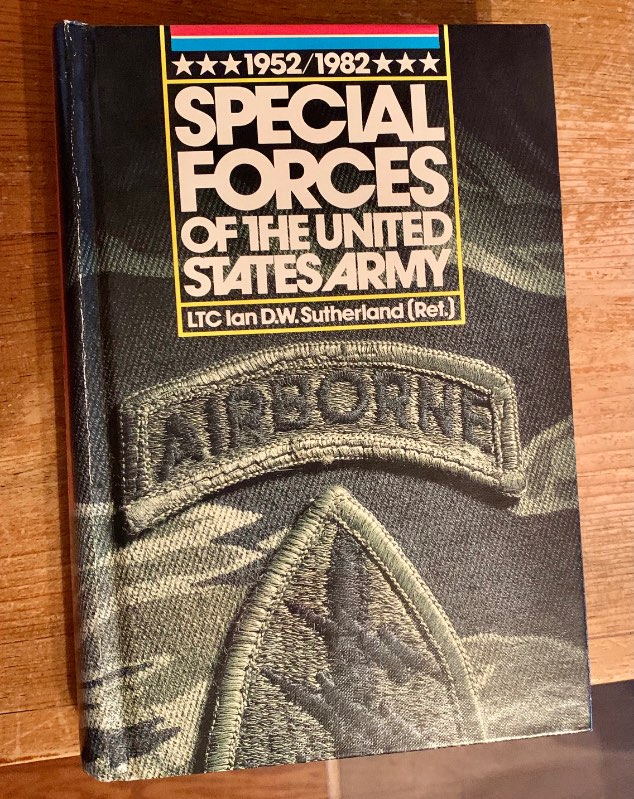 ★★★1952/1982★★★
SPECIAL
FORCES
OF THE UNITED
STATES ARMY
LTC Ian D.W. Sutherland (Ret.)
AIRBORNE